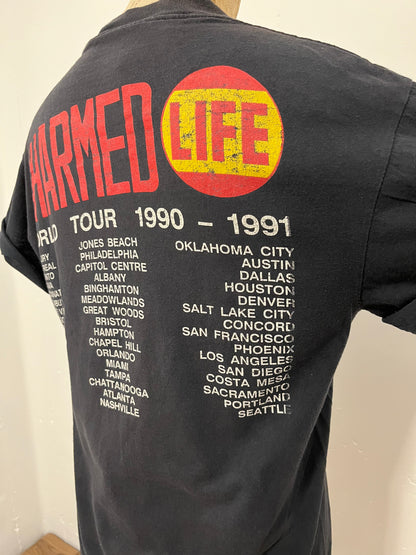 HARMED LIFE
ORLD TOUR 1990 – 1991
JONES BEACH
PHILADELPHIA
CAPITOL CENTRE
ALBANY
BINGHAMTON
MEADOWLANDS
GREAT WOODS
BRISTOL
HAMPTON
CHAPEL HILL
ORLANDO
MIAMI
TAMPA
CHATTANOOGA
ATLANTA
NASHVILLE
OKLAHOMA CITY
AUSTIN
DALLAS
HOUSTON
DENVER
SALT LAKE CITY
CONCORD
SAN FRANCISCO
PHOENIX
LOS ANGELES
SAN DIEGO
COSTA MESA
SACRAMENTO
PORTLAND
SEATTLE